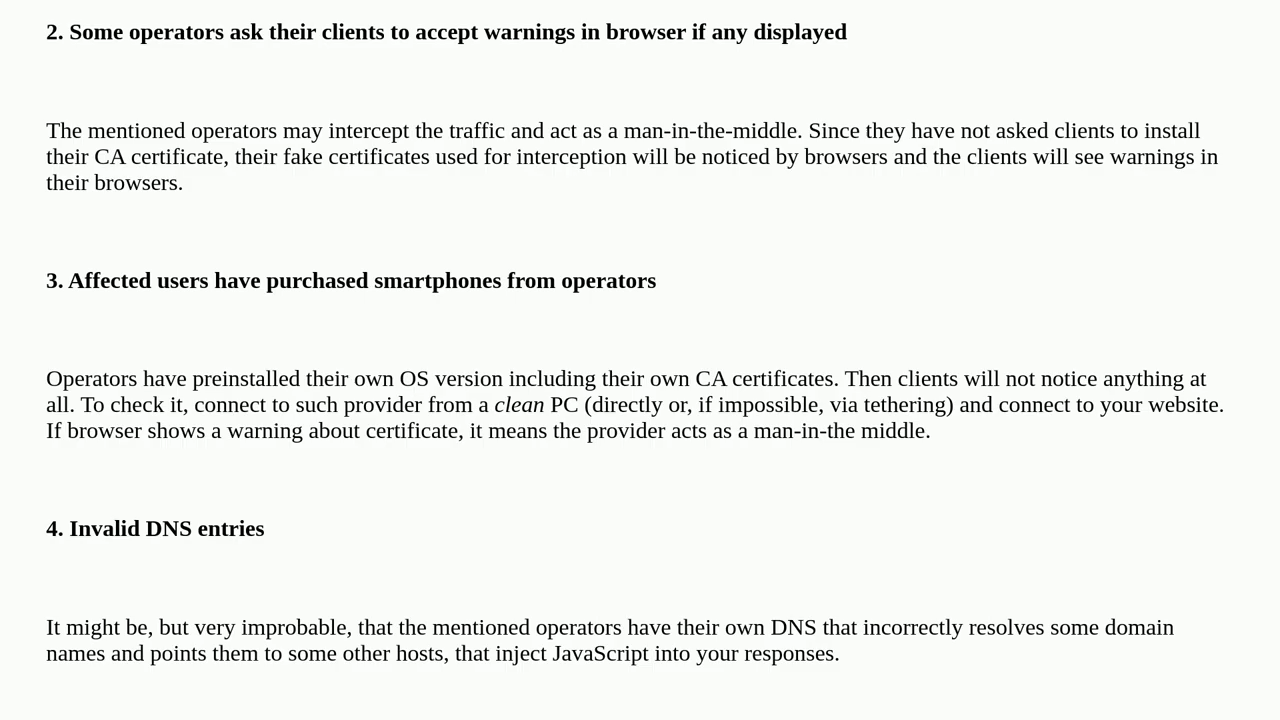 2. Some operators ask their clients to accept warnings in browser if any displayed
The mentioned operators may intercept the traffic and act as a man-in-the-middle. Since they have not asked clients to install
their CA certificate, their fake certificates used for interception will be noticed by browsers and the clients will see warnings in
their browsers.
3. Affected users have purchased smartphones from operators
Operators have preinstalled their own OS version including their own CA certificates. Then clients will not notice anything at
all. To check it, connect to such provider from a clean PC (directly or, if impossible, via tethering) and connect to your website.
If browser shows a warning about certificate, it means the provider acts as a man-in-the middle.
4. Invalid DNS entries
It might be, but very improbable, that the mentioned operators have their own DNS that incorrectly resolves some domain
names and points them to some other hosts, that inject JavaScript into your responses.